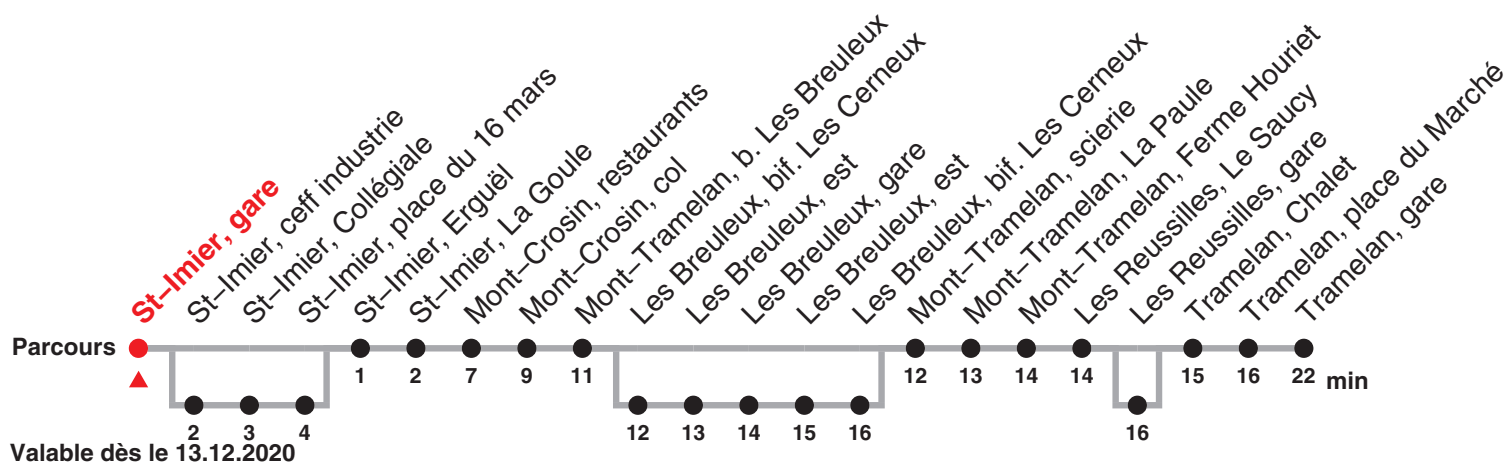 St–Imier, gare
St–Imier, ceff industrie
St–Imier, Collégiale
St–Imier, place du 16 mars
St–Imier, Erguël
St–Imier, La Goule
Mont–Crosin, restaurants
Mont–Crosin, col
Mont–Tramelan, b. Les Breuleux
Les Breuleux, bif. Les Cerneux
Les Breuleux, est
Les Breuleux, gare
Les Breuleux, est
Les Breuleux, bif. Les Cerneux
Mont–Tramelan, scierie
Mont–Tramelan, La Paule
Mont–Tramelan, Ferme Houriet
Les Reussilles, Le Saucy
Les Reussilles, gare
Tramelan, Chalet
Tramelan, place du Marché
Tramelan, gare
Parcours
1 2 7 9 11 12 13 14 14 15 16 22 min
2 3 4 12 13 14 15 16 16
Valable dès le 13.12.2020